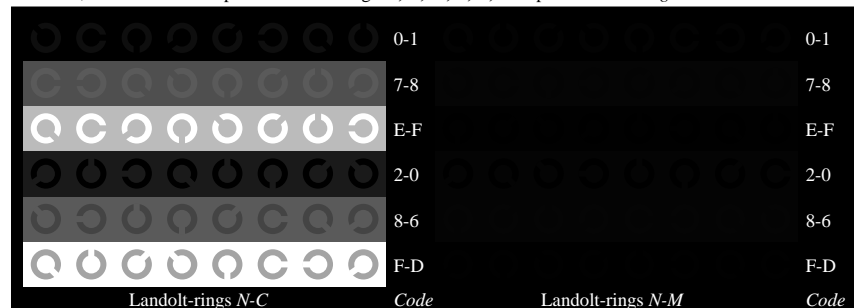 0-1 0-1
7-8 7-8
E-F E-F
2-0 2-0
8-6 8-6
F-D F-D
Landolt-rings N-C Code Landolt-rings N-M Code